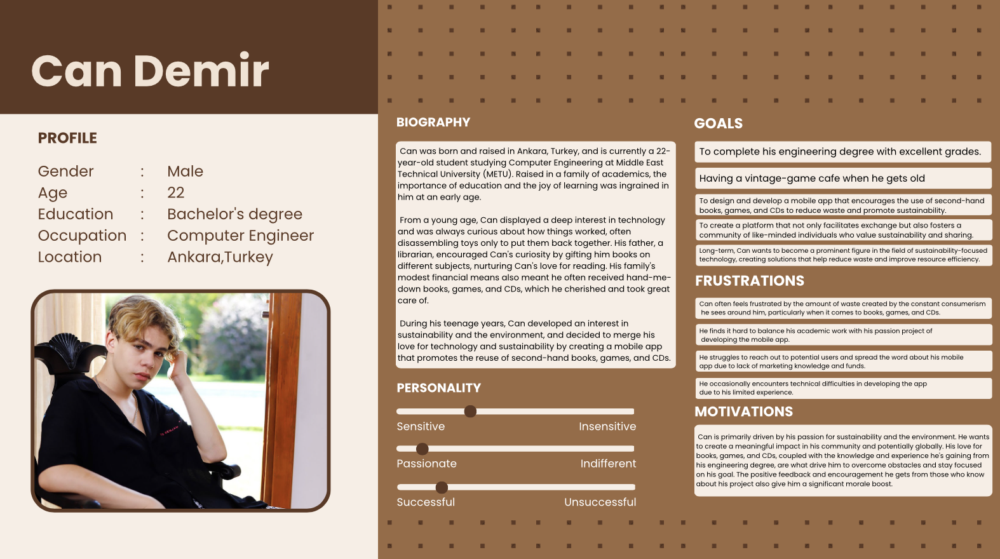 Can Demir
PROFILE
Gender : Male
Age : 22
Education : Bachelor's degree
Occupation : Computer Engineer
Location : Ankara,Turkey
BIOGRAPHY
Can was born and raised in Ankara, Turkey, and is currently a 22-
year-old student studying Computer Engineering at Middle East
Technical University (METU). Raised in a family of academics, the
importance of education and the joy of learning was ingrained in
him at an early age.
From a young age, Can displayed a deep interest in technology
and was always curious about how things worked, often
disassembling toys only to put them back together. His father, a
librarian, encouraged Can's curiosity by gifting him books on
different subjects, nurturing Can's love for reading. His family's
modest financial means also meant he often received hand-me-
down books, games, and CDs, which he cherished and took great
care of.
During his teenage years, Can developed an interest in
sustainability and the environment, and decided to merge his
love for technology and sustainability by creating a mobile app
that promotes the reuse of second-hand books, games, and CDs.
PERSONALITY
Sensitive Insensitive
Passionate Indifferent
Successful Unsuccessful
GOALS
To complete his engineering degree with excellent grades.
Having a vintage-game cafe when he gets old
To design and develop a mobile app that encourages the use of second-hand
books, games, and CDs to reduce waste and promote sustainability.
To create a platform that not only facilitates exchange but also fosters a
community of like-minded individuals who value sustainability and sharing.
Long-term, Can wants to become a prominent figure in the field of sustainability-focused
technology, creating solutions that help reduce waste and improve resource efficiency.
FRUSTRATIONS
Can often feels frustrated by the amount of waste created by the constant consumerism
he sees around him, particularly when it comes to books, games, and CDs.
He finds it hard to balance his academic work with his passion project of
developing the mobile app.
He struggles to reach out to potential users and spread the word about his mobile
app due to lack of marketing knowledge and funds.
He occasionally encounters technical difficulties in developing the app
due to his limited experience.
MOTIVATIONS
Can is primarily driven by his passion for sustainability and the environment. He wants
to create a meaningful impact in his community and potentially globally. His love for
books, games, and CDs, coupled with the knowledge and experience he's gaining from
his engineering degree, are what drive him to overcome obstacles and stay focused
on his goal. The positive feedback and encouragement he gets from those who know
about his project also give him a significant morale boost.